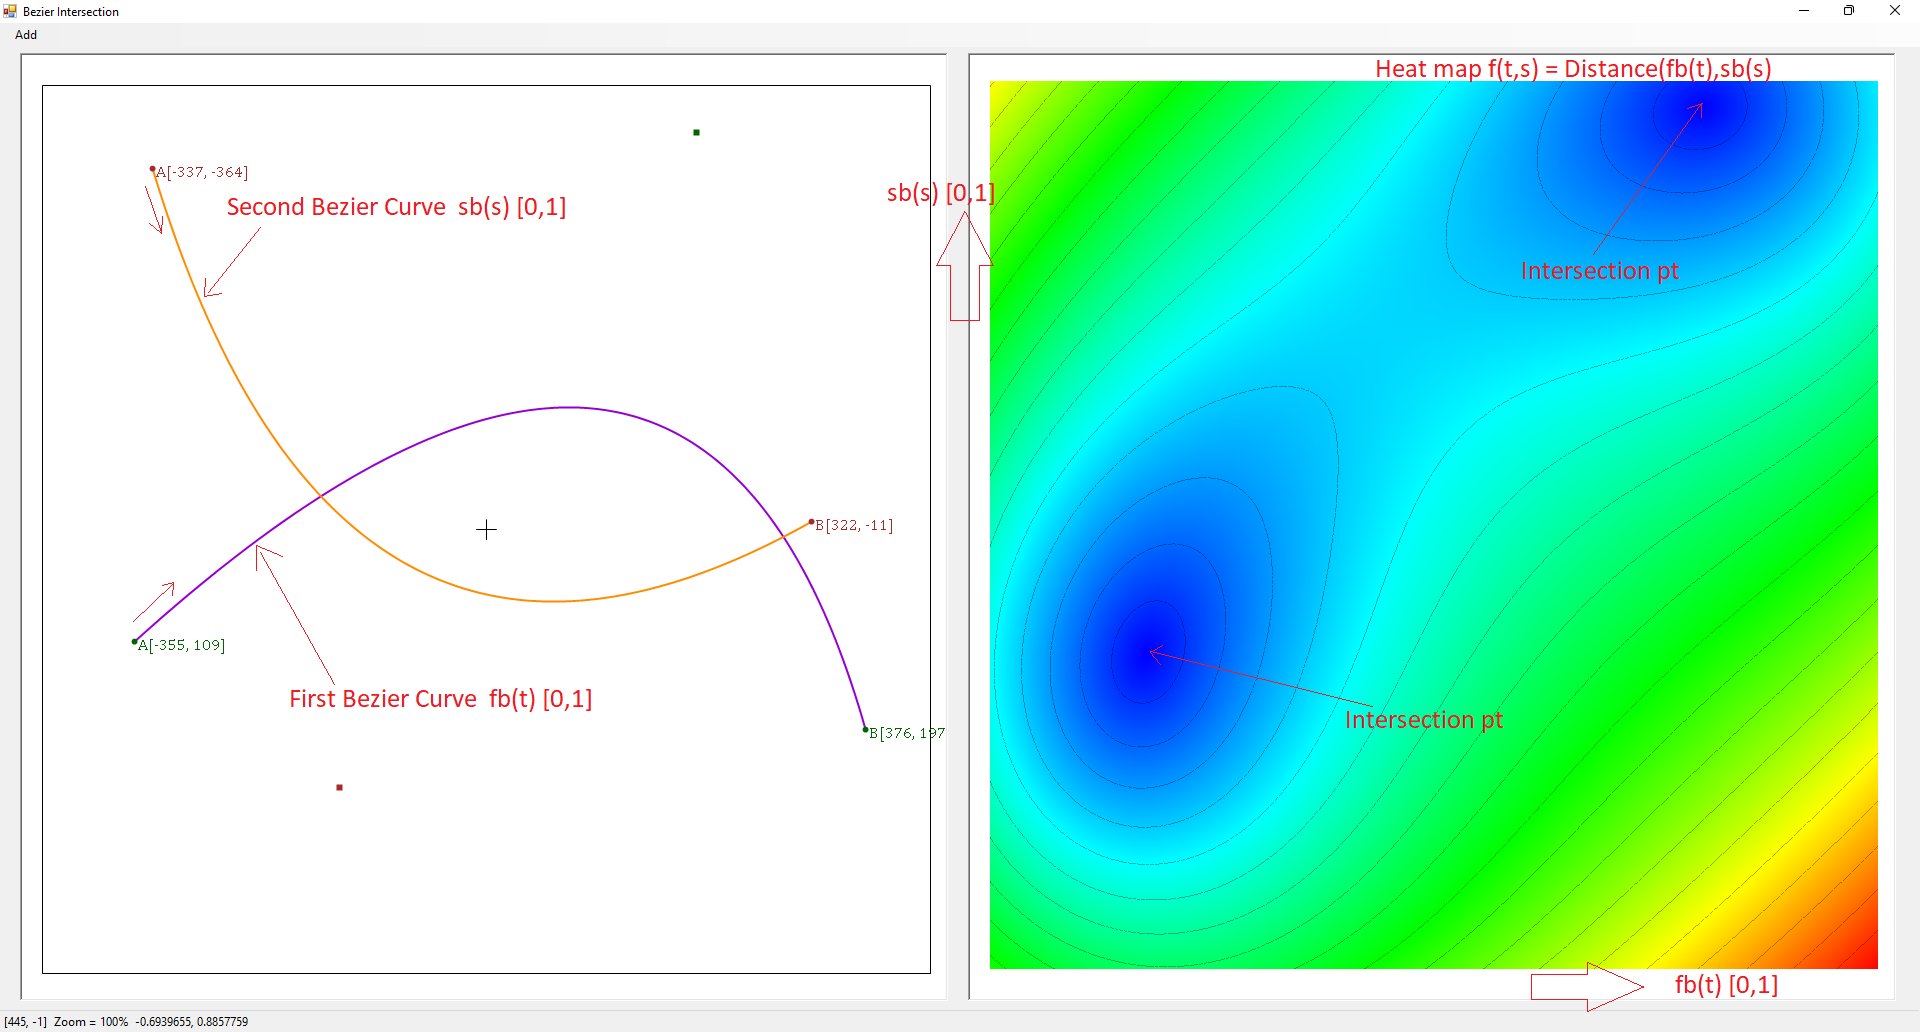 Bezier Intersection
Add
Heat map f(t,s) = Distance(fb(t),sb(s)
A[-337, -364]
Second Bezier Curve sb(s) [0,1]
sb(s) [0,1]
Intersection pt
B[322, -11]
A[-355, 109]
First Bezier Curve fb(t) [0,1]
Intersection pt
B[376, 197
fb(t) [0,1]
[445, -1] Zoom = 100% -0.6939655, 0.8857759